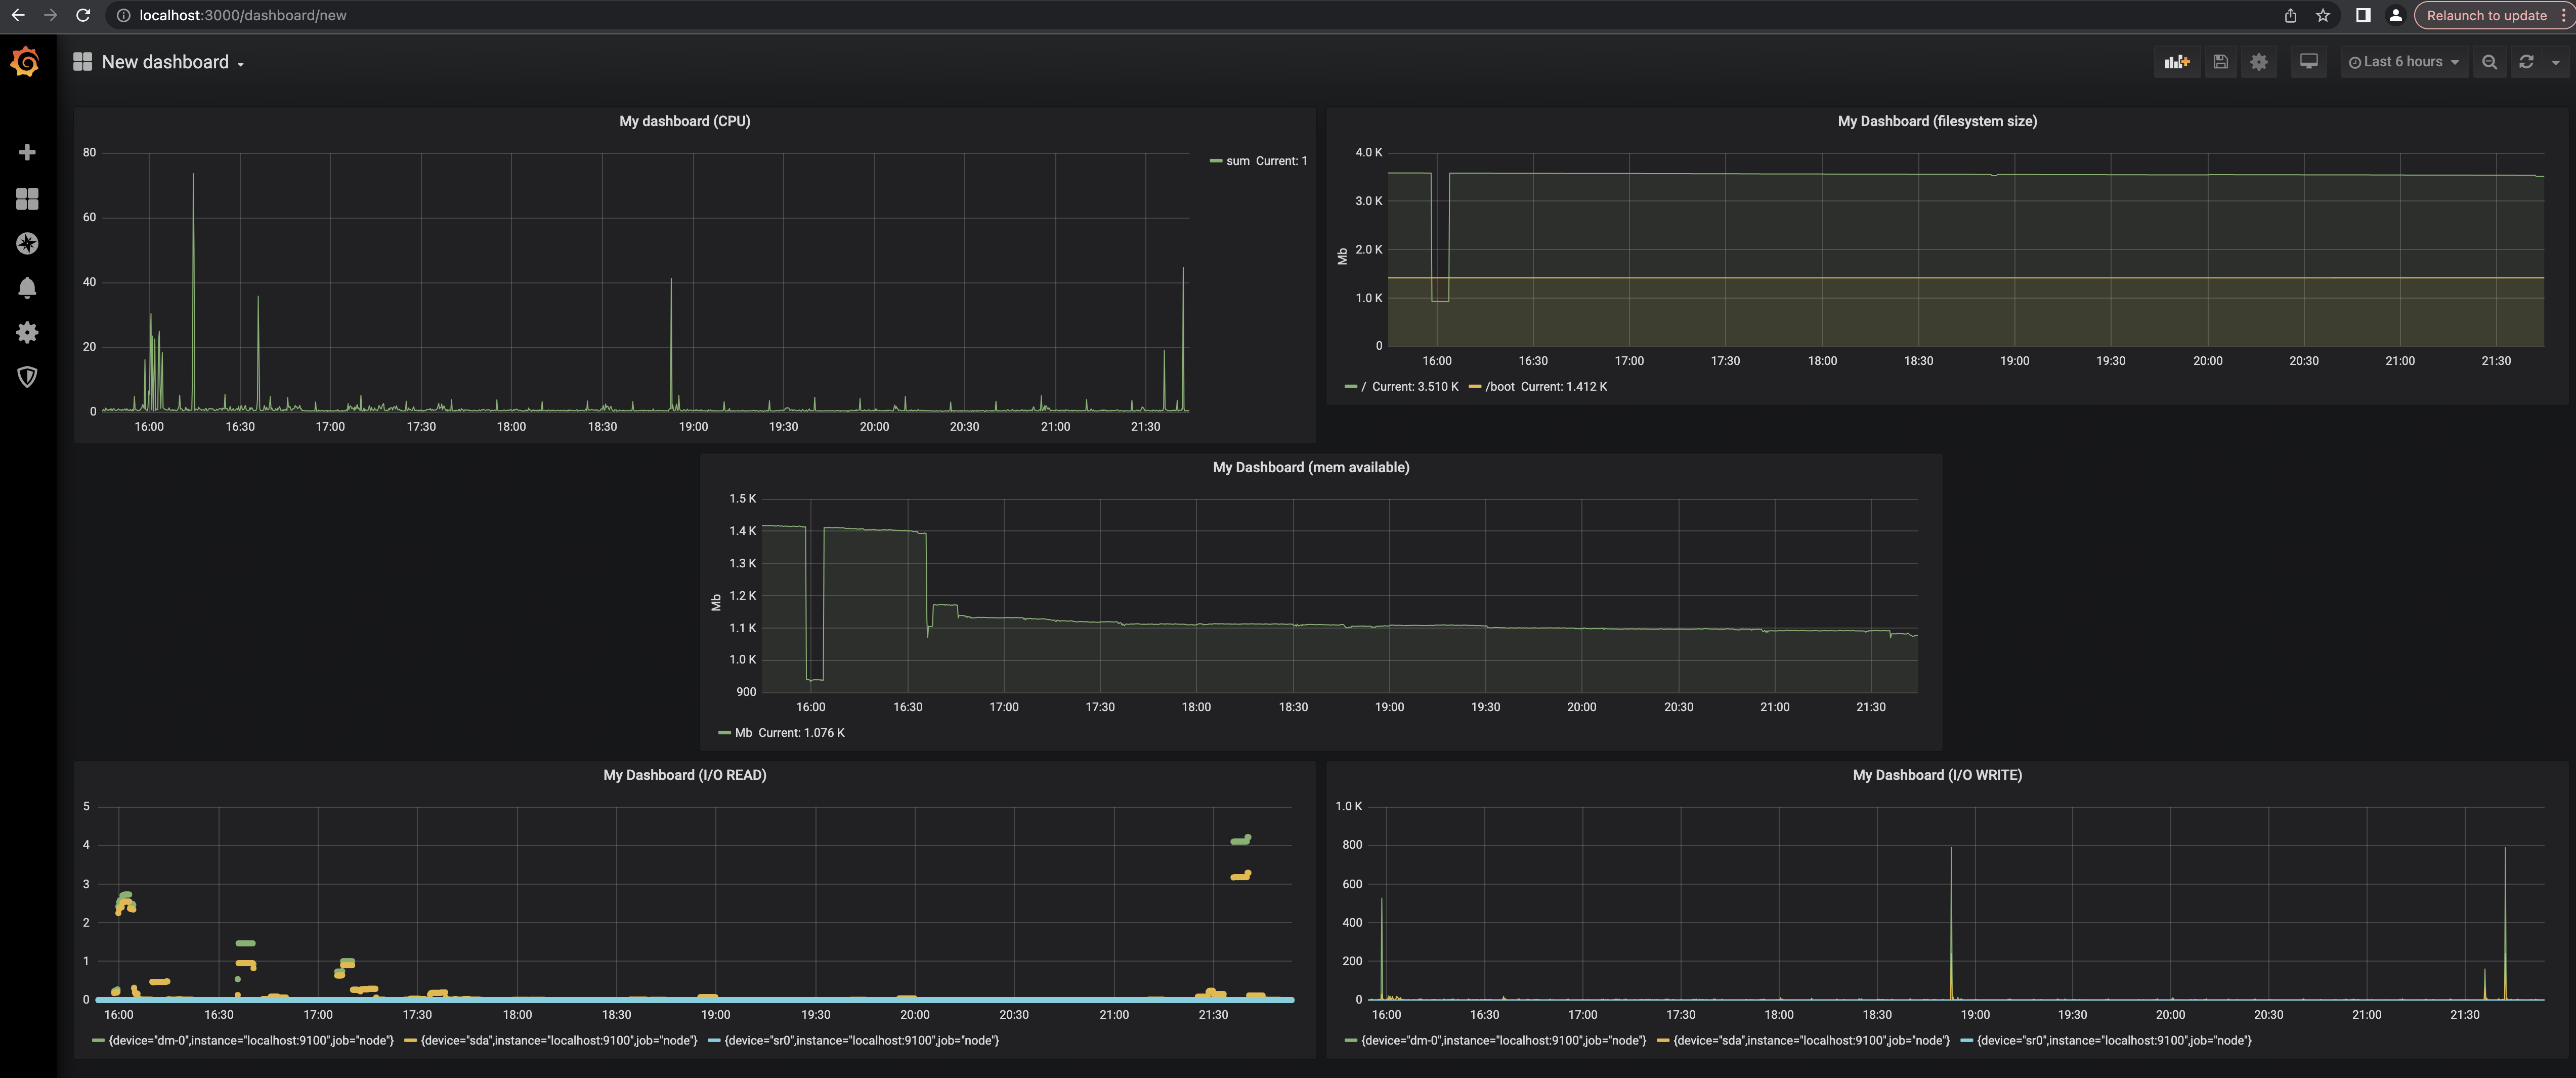 localhost:3000/dashboard/new
Relaunch to update
New dashboard
Last 6 hours
My dashboard (CPU)
80
60
40
20
0
16:00 16:30 17:00 17:30 18:00 18:30 19:00 19:30 20:00 20:30 21:00 21:30
sum Current: 1
My Dashboard (filesystem size)
Mb
4.0 K
3.0 K
2.0 K
1.0 K
0
16:00 16:30 17:00 17:30 18:00 18:30 19:00 19:30 20:00 20:30 21:00 21:30
/ Current: 3.510 K /boot Current: 1.412 K
My Dashboard (mem available)
Mb
1.5 K
1.4 K
1.3 K
1.2 K
1.1 K
1.0 K
900
16:00 16:30 17:00 17:30 18:00 18:30 19:00 19:30 20:00 20:30 21:00 21:30
Mb Current: 1.076 K
My Dashboard (I/O READ)
5
4
3
2
1
0
16:00 16:30 17:00 17:30 18:00 18:30 19:00 19:30 20:00 20:30 21:00 21:30
{device="dm-0",instance="localhost:9100",job="node"} {device="sda",instance="localhost:9100",job="node"} {device="sr0",instance="localhost:9100",job="node"}
My Dashboard (I/O WRITE)
1.0 K
800
600
400
200
0
16:00 16:30 17:00 17:30 18:00 18:30 19:00 19:30 20:00 20:30 21:00 21:30
{device="dm-0",instance="localhost:9100",job="node"} {device="sda",instance="localhost:9100",job="node"} {device="sr0",instance="localhost:9100",job="node"}